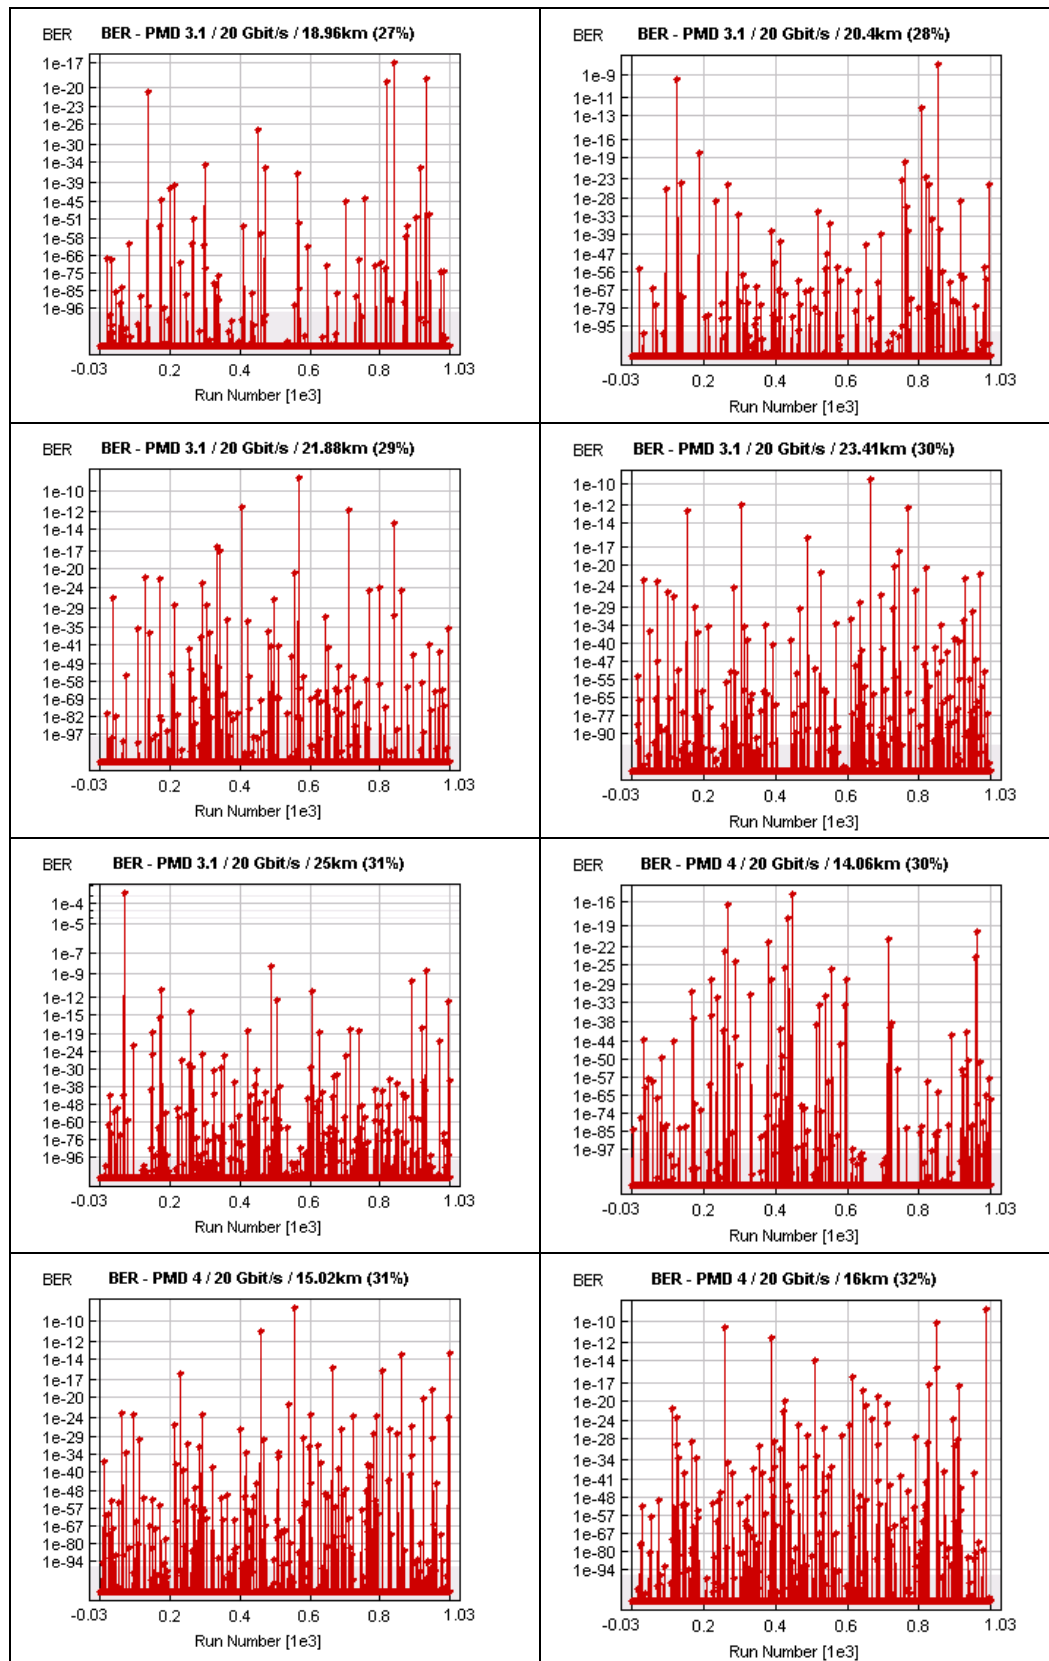 BER BER - PMD 3.1 / 20 Gbit/s / 18.96km (27%)
1e-17
1e-20
1e-23
1e-26
1e-30
1e-34
1e-39
1e-45
1e-51
1e-58
1e-66
1e-75
1e-85
1e-96
-0.03 0.2 0.4 0.6 0.8 1.03
Run Number [1e3]
BER BER - PMD 3.1 / 20 Gbit/s / 20.4km (28%)
1e-9
1e-11
1e-13
1e-16
1e-19
1e-23
1e-28
1e-33
1e-39
1e-47
1e-56
1e-67
1e-79
1e-95
-0.03 0.2 0.4 0.6 0.8 1.03
Run Number [1e3]
BER BER - PMD 3.1 / 20 Gbit/s / 21.88km (29%)
1e-10
1e-12
1e-14
1e-17
1e-20
1e-24
1e-29
1e-35
1e-41
1e-49
1e-58
1e-69
1e-82
1e-97
-0.03 0.2 0.4 0.6 0.8 1.03
Run Number [1e3]
BER BER - PMD 3.1 / 20 Gbit/s / 23.41km (30%)
1e-10
1e-12
1e-14
1e-17
1e-20
1e-24
1e-29
1e-34
1e-40
1e-47
1e-55
1e-65
1e-77
1e-90
-0.03 0.2 0.4 0.6 0.8 1.03
Run Number [1e3]
BER BER - PMD 3.1 / 20 Gbit/s / 25km (31%)
1e-4
1e-5
1e-7
1e-9
1e-12
1e-15
1e-19
1e-24
1e-30
1e-38
1e-48
1e-60
1e-76
1e-96
-0.03 0.2 0.4 0.6 0.8 1.03
Run Number [1e3]
BER BER - PMD 4 / 20 Gbit/s / 14.06km (30%)
1e-16
1e-19
1e-22
1e-25
1e-29
1e-33
1e-38
1e-44
1e-50
1e-57
1e-65
1e-74
1e-85
1e-97
-0.03 0.2 0.4 0.6 0.8 1.03
Run Number [1e3]
BER BER - PMD 4 / 20 Gbit/s / 15.02km (31%)
1e-10
1e-12
1e-14
1e-17
1e-20
1e-24
1e-29
1e-34
1e-40
1e-48
1e-57
1e-67
1e-80
1e-94
-0.03 0.2 0.4 0.6 0.8 1.03
Run Number [1e3]
BER BER - PMD 4 / 20 Gbit/s / 16km (32%)
1e-10
1e-12
1e-14
1e-17
1e-20
1e-24
1e-28
1e-34
1e-41
1e-48
1e-57
1e-67
1e-80
1e-94
-0.03 0.2 0.4 0.6 0.8 1.03
Run Number [1e3]